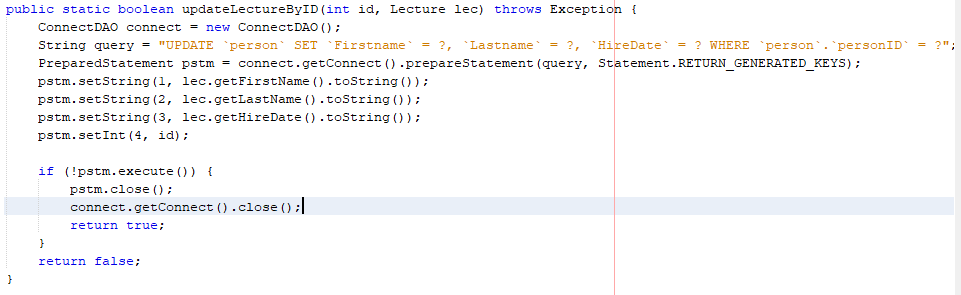 public static boolean updateLectureByID(int id, Lecture lec) throws Exception {
    ConnectDAO connect = new ConnectDAO();
    String query = "UPDATE `person` SET `Firstname` = ?, `Lastname` = ?, `HireDate` = ? WHERE `person`.`personID` = ?";
    PreparedStatement pstm = connect.getConnect().prepareStatement(query, Statement.RETURN_GENERATED_KEYS);
    pstm.setString(1, lec.getFirstName().toString());
    pstm.setString(2, lec.getLastName().toString());
    pstm.setString(3, lec.getHireDate().toString());
    pstm.setInt(4, id);

    if (!pstm.execute()) {
        pstm.close();
        connect.getConnect().close();
        return true;
    }
    return false;
}